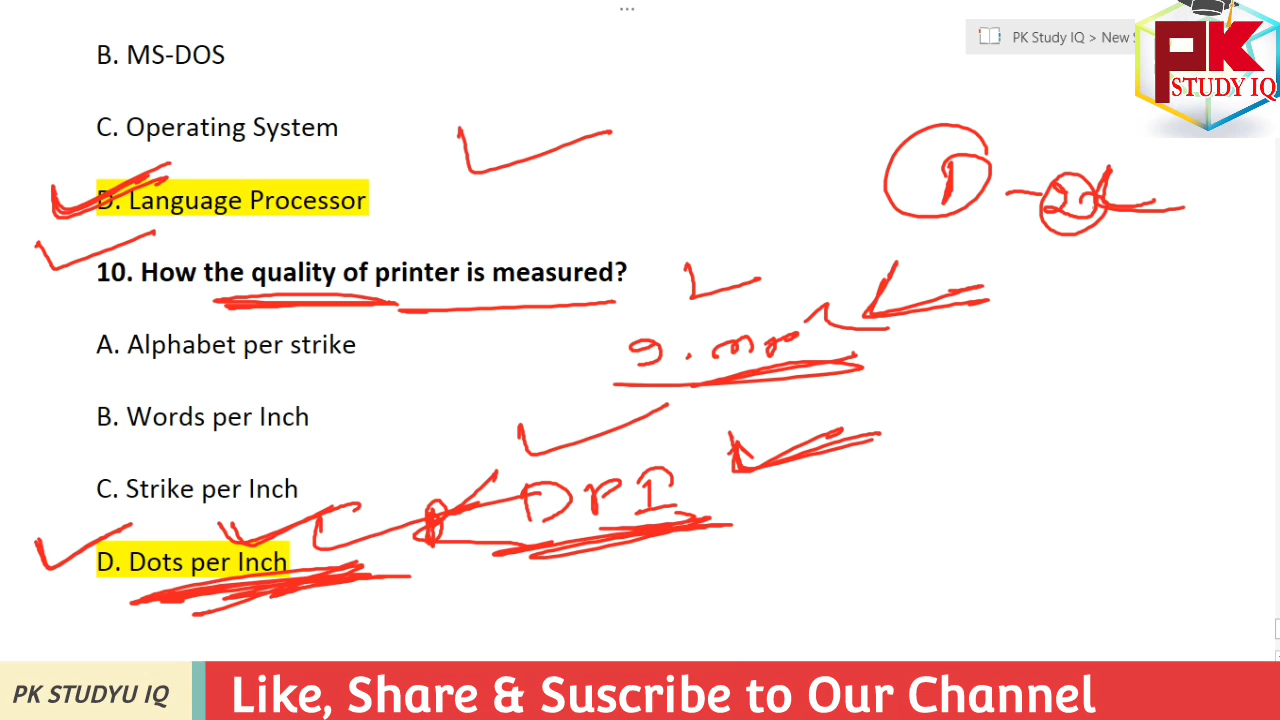 B. MS-DOS
PK Study IQ > New
PK
STUDY IQ
C. Operating System
D. Language Processor
10. How the quality of printer is measured?
A. Alphabet per strike
B. Words per Inch
C. Strike per Inch
DPI
D. Dots per Inch
PK STUDYU IQ
Like, Share & Suscribe to Our Channel